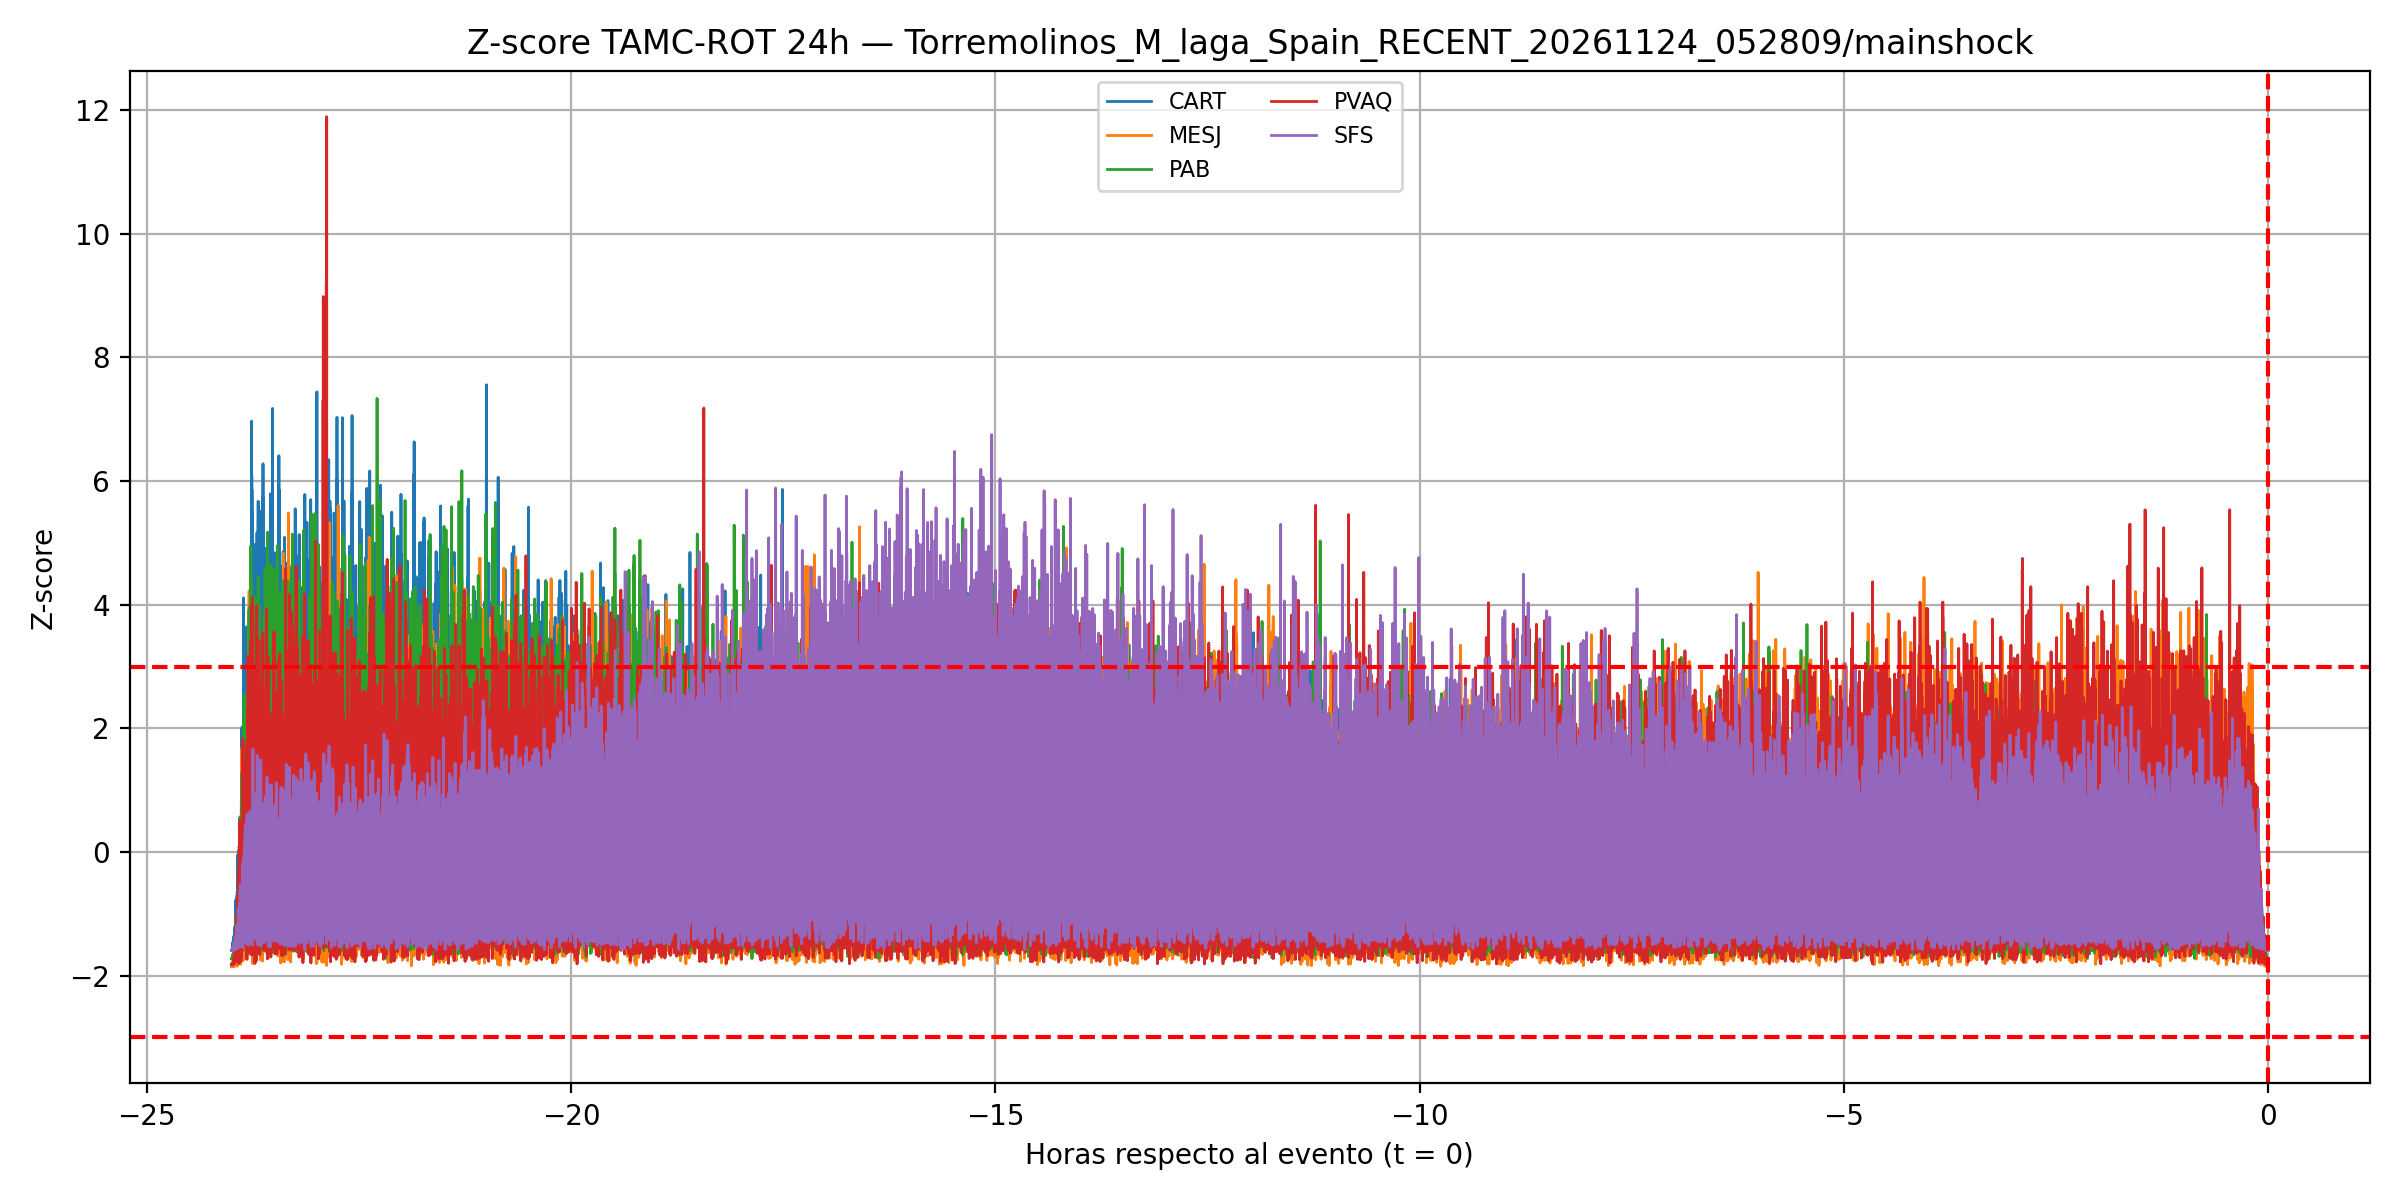 Z-score TAMC-ROT 24h — Torremolinos_M_laga_Spain_RECENT_20261124_052809/mainshock
CART
MESJ
PAB
PVAQ
SFS
Z-score
12
10
8
6
4
2
0
−2
−25
−20
−15
−10
−5
0
Horas respecto al evento (t = 0)